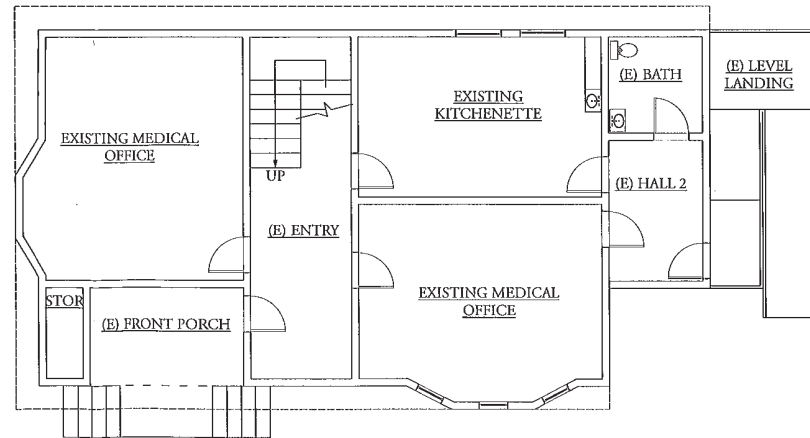 (E) BATH
(E) LEVEL
LANDING
EXISTING
KITCHENETTE
EXISTING MEDICAL
OFFICE
UP
(E) HALL 2
(E) ENTRY
STOR
(E) FRONT PORCH
EXISTING MEDICAL
OFFICE